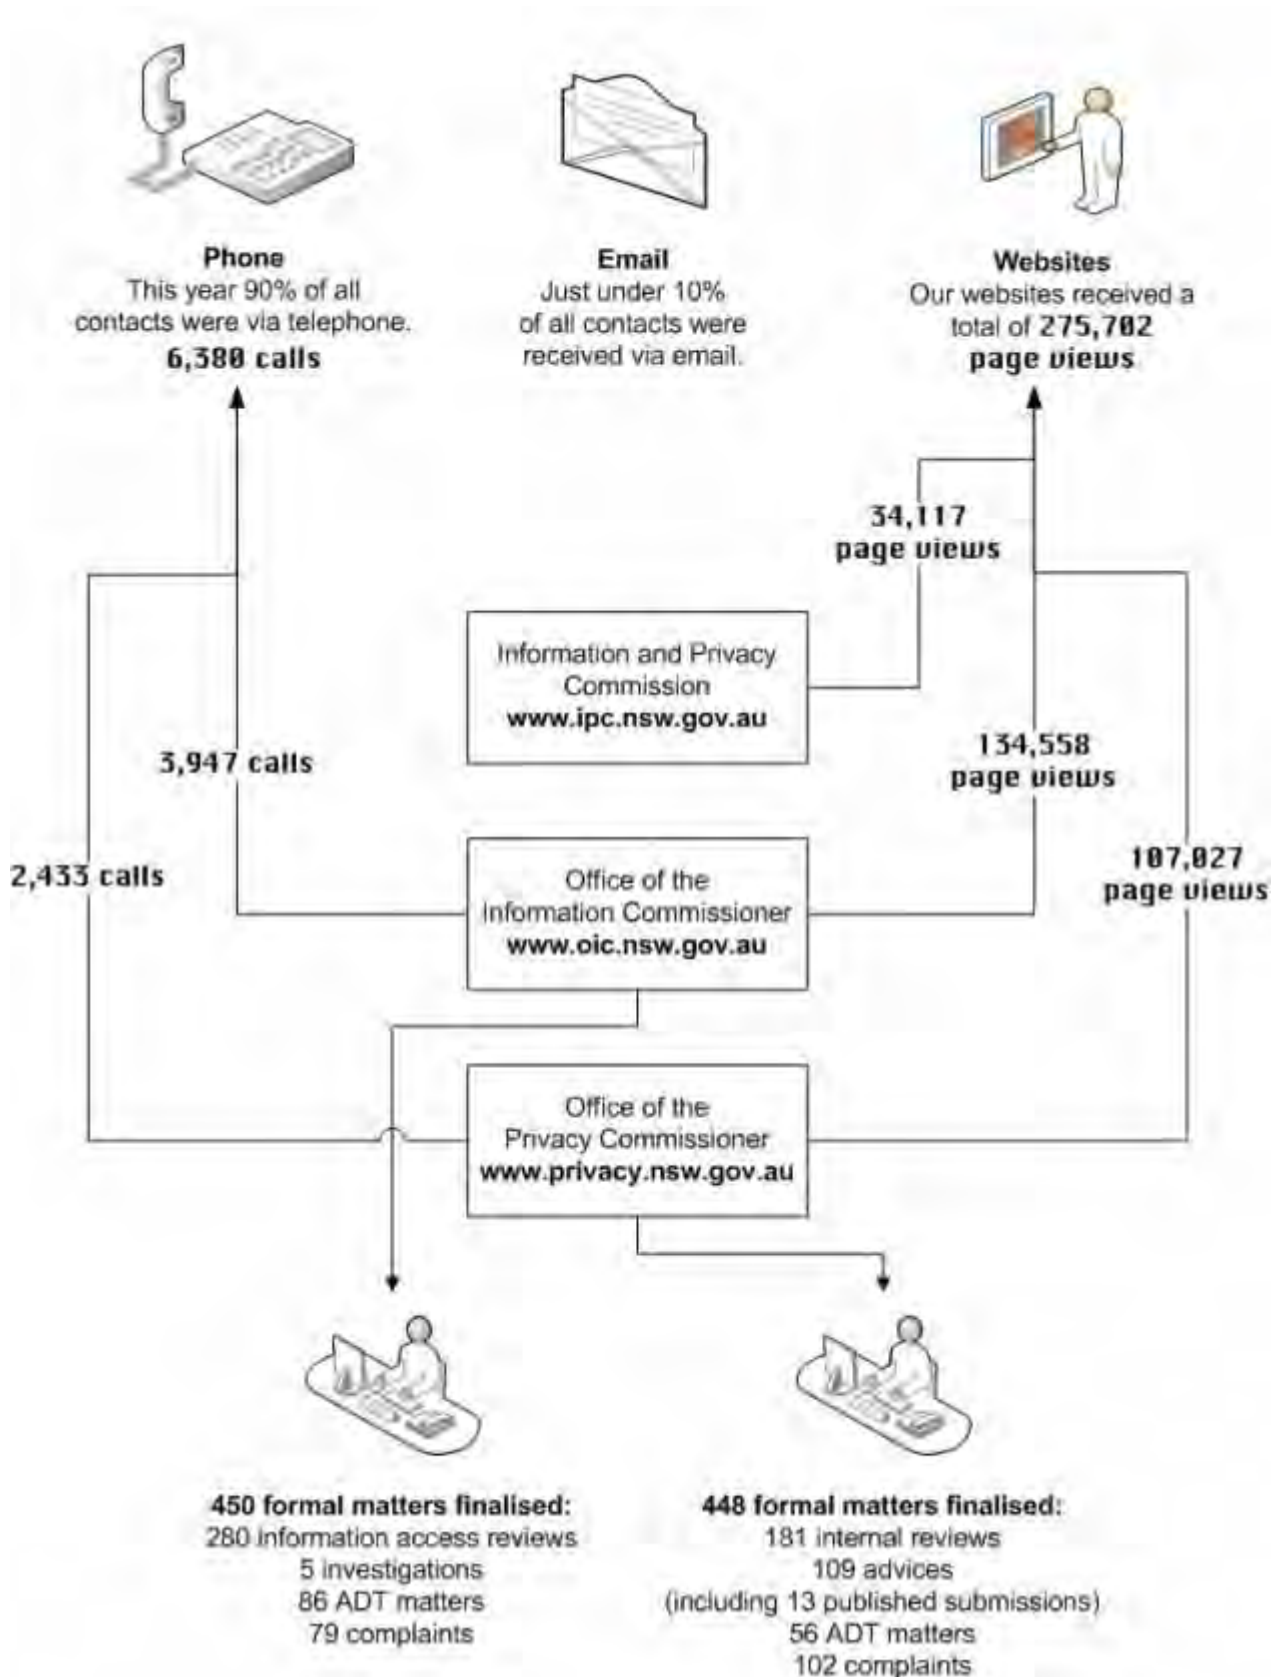 Phone
This year 90% of all
contacts were via telephone.
6,380 calls
Email
Just under 10%
of all contacts were
received via email.
Websites
Our websites received a
total of 275,702
page views
34,117
page views
Information and Privacy
Commission
www.ipc.nsw.gov.au
3,947 calls
134,558
page views
2,433 calls
Office of the
Information Commissioner
www.oic.nsw.gov.au
107,027
page views
Office of the
Privacy Commissioner
www.privacy.nsw.gov.au
450 formal matters finalised:
280 information access reviews
5 investigations
86 ADT matters
79 complaints
448 formal matters finalised:
181 internal reviews
109 advices
(including 13 published submissions)
56 ADT matters
102 complaints